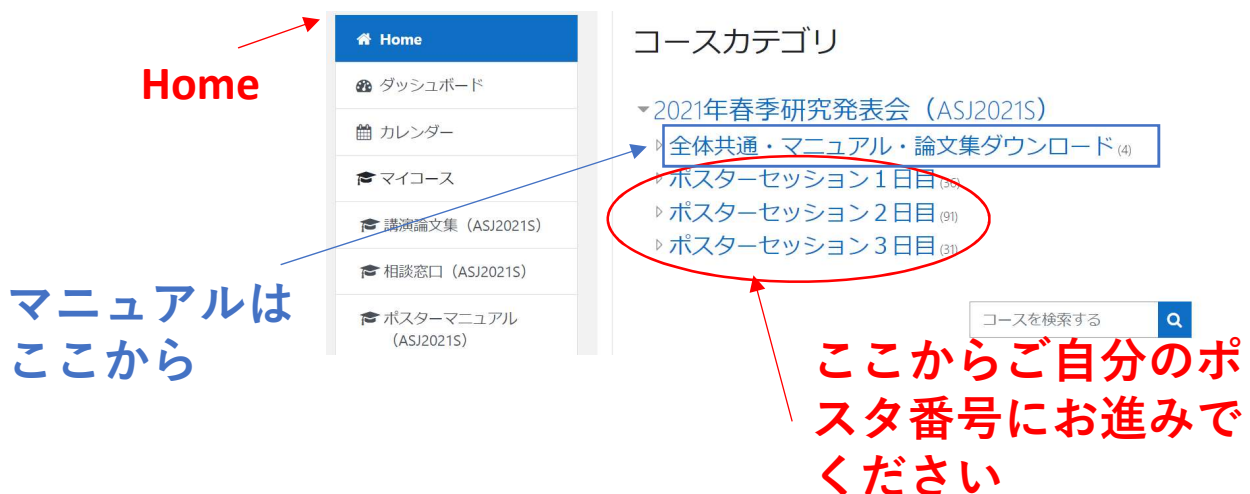 Home
Home
ダッシュボード
カレンダー
マイコース
講演論文集（ASJ2021S）
相談窓口（ASJ2021S）
ポスターマニュアル
（ASJ2021S）
マニュアルは
ここから
コースカテゴリ
2021年春季研究発表会（ASJ2021S）
全体共通・マニュアル・論文集ダウンロード (4)
ポスターセッション１日目 (36)
ポスターセッション２日目 (91)
ポスターセッション３日目 (31)
コースを検索する
ここからご自分のポ
スタ番号にお進みで
ください